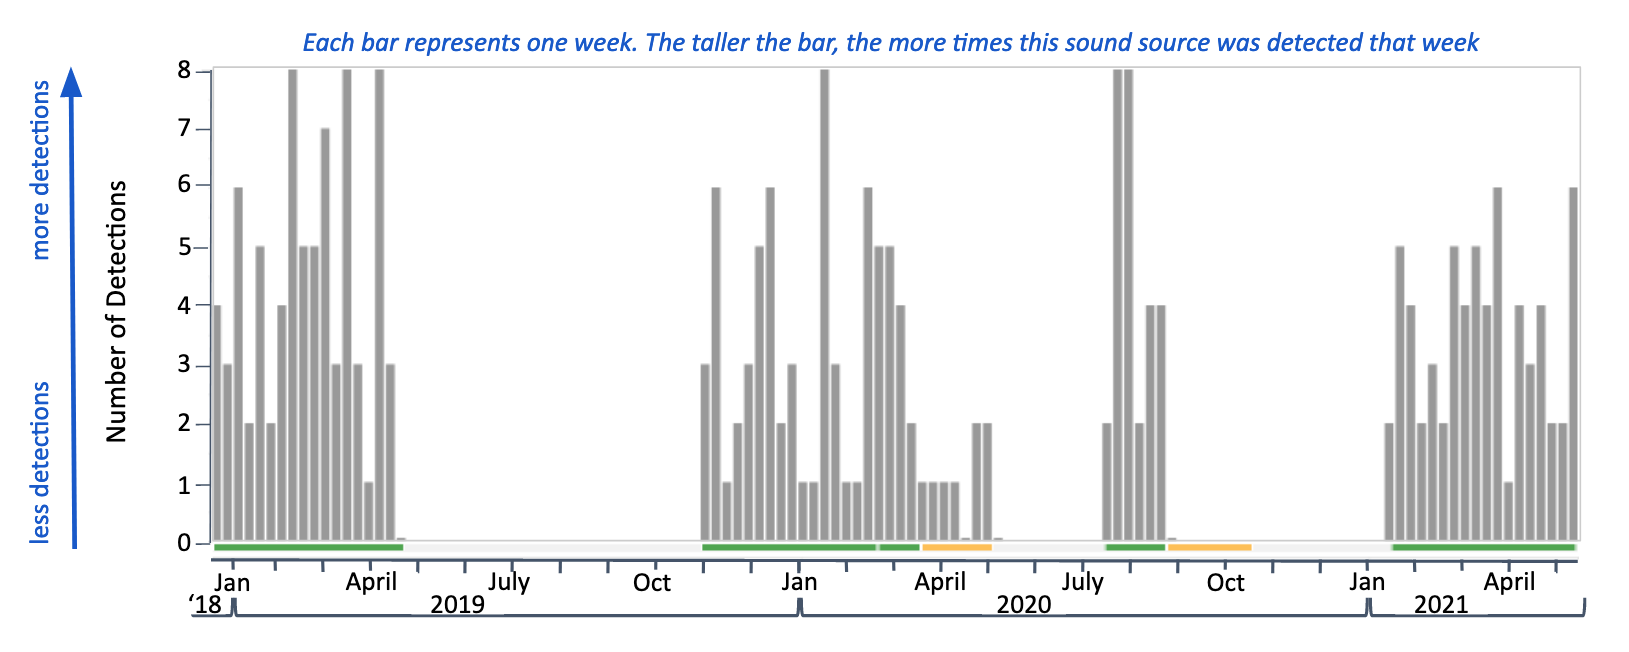 Each bar represents one week. The taller the bar, the more times this sound source was detected that week
more detections
less detections
Number of Detections
8
7
6
5
4
3
2
1
0
Jan April July Oct Jan April July Oct Jan April
‘18 2019 2020 2021